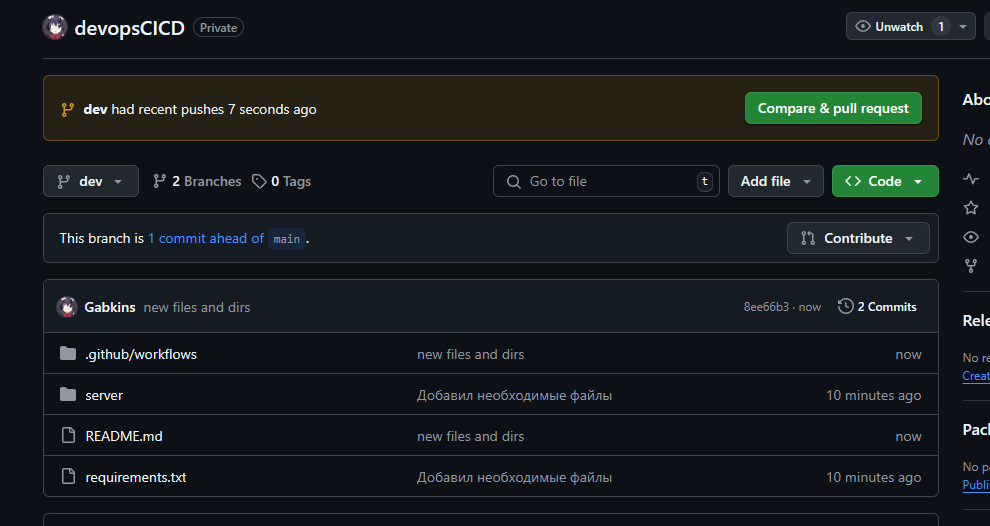 devopsCICD Private
Unwatch 1
dev had recent pushes 7 seconds ago
Compare & pull request
dev 2 Branches 0 Tags
Go to file t
Add file
Code
This branch is 1 commit ahead of main .
Contribute
Gabkins new files and dirs 8ee66b3 · now 2 Commits
.github/workflows new files and dirs now
server Добавил необходимые файлы 10 minutes ago
README.md new files and dirs now
requirements.txt Добавил необходимые файлы 10 minutes ago
No